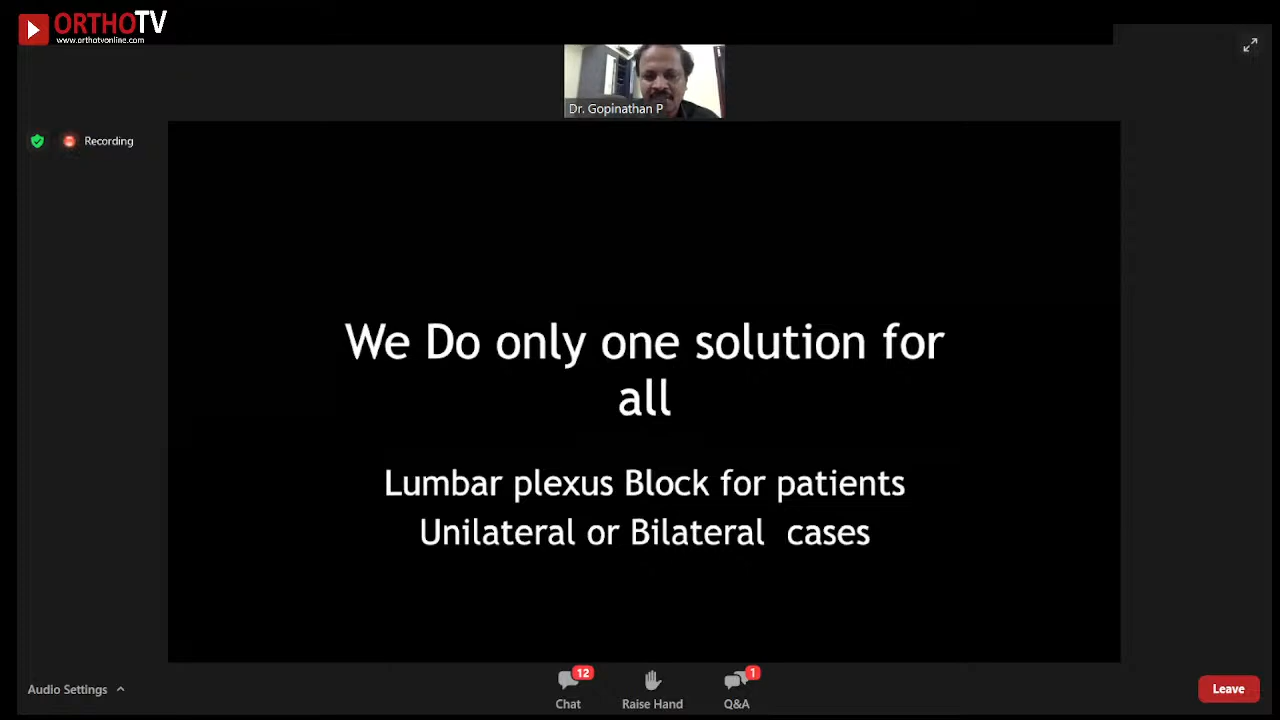 ORTHOTV
www.orthotvonline.com
Dr. Gopinathan P
Recording
We Do only one solution for
all
Lumbar plexus Block for patients
Unilateral or Bilateral cases
Audio Settings
12
Chat
Raise Hand
1
Q&A
Leave